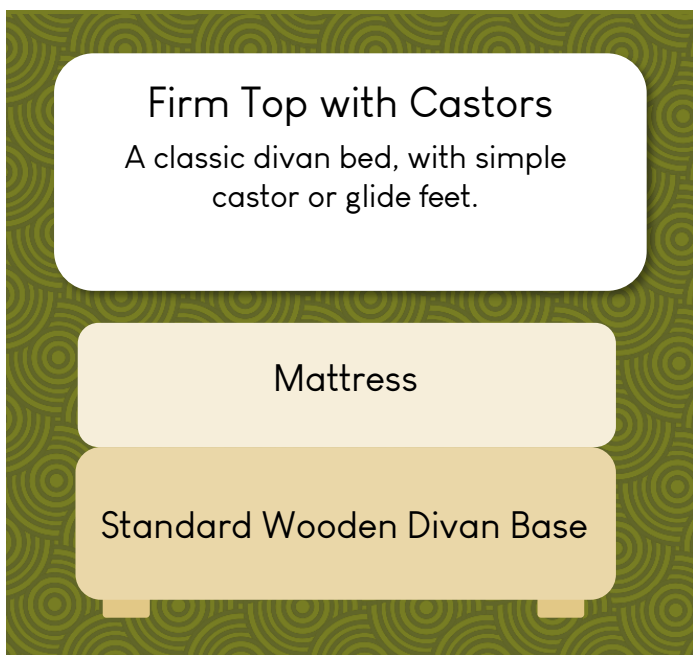 Firm Top with Castors
A classic divan bed, with simple
castor or glide feet.
Mattress
Standard Wooden Divan Base